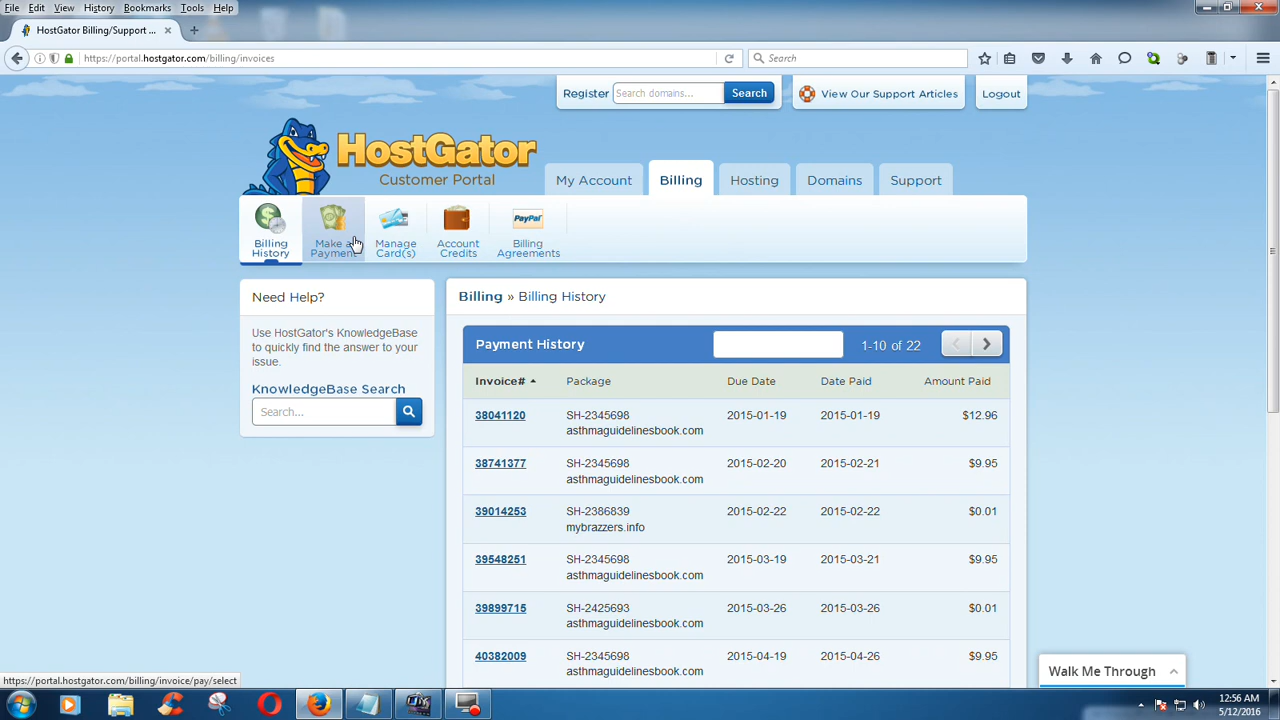 File Edit View History Bookmarks Tools Help
HostGator Billing/Support ...
https://portal.hostgator.com/billing/invoices
Search
Register Search domains... Search
View Our Support Articles
Logout
HostGator
Customer Portal
My Account Billing Hosting Domains Support
Billing History
Make a Payment
Manage Card(s)
Account Credits
Billing Agreements
PayPal
Need Help?
Use HostGator's KnowledgeBase
to quickly find the answer to your
issue.
KnowledgeBase Search
Search...
Billing » Billing History
Payment History 1-10 of 22
Invoice# Package Due Date Date Paid Amount Paid
38041120 SH-2345698 2015-01-19 2015-01-19 $12.96
asthmaguidelinesbook.com
38741377 SH-2345698 2015-02-20 2015-02-21 $9.95
asthmaguidelinesbook.com
39014253 SH-2386839 2015-02-22 2015-02-22 $0.01
mybrazzers.info
39548251 SH-2345698 2015-03-19 2015-03-21 $9.95
asthmaguidelinesbook.com
39899715 SH-2425693 2015-03-26 2015-03-26 $0.01
asthmaguidelinesbook.com
40382009 SH-2345698 2015-04-19 2015-04-26 $9.95
asthmaguidelinesbook.com
Walk Me Through
https://portal.hostgator.com/billing/invoice/pay/select
12:56 AM
5/12/2016